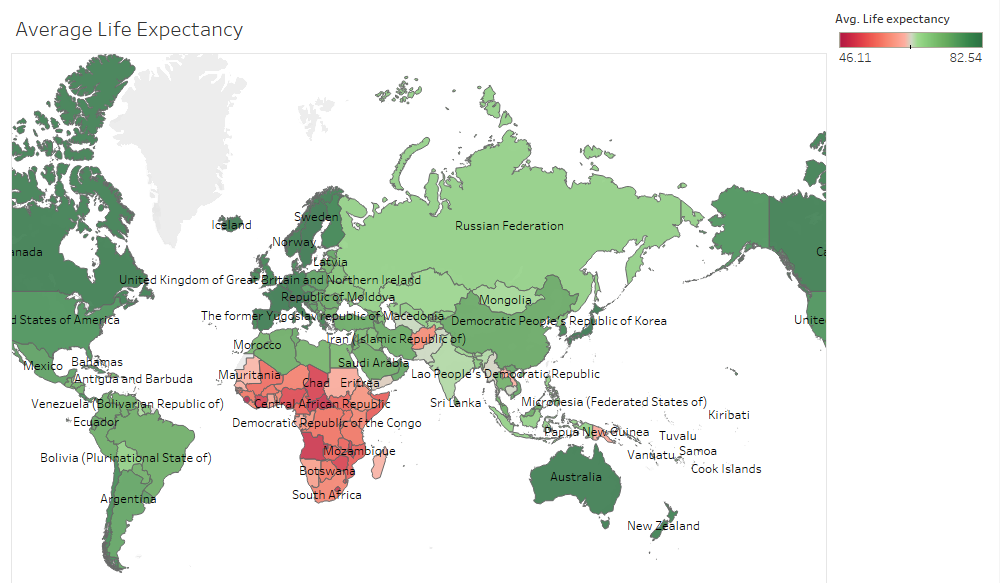 Average Life Expectancy
Avg. Life expectancy
46.11
82.54
Sweden
Iceland
Russian Federation
Norway
anada
Ca
Latvia
United Kingdom of Great Britain and Northern Ireland
Republic of Moldova
Mongolia
The former Yugoslav republic of Macedonia
d States of America
Democratic People's Republic of Korea
Unite
Iran (Islamic Republic of)
Morocco
Mexico
Bahamas
Saudi Arabia
Mauritania
Antigua and Barbuda
Chad
Eritrea
Lao People's Democratic Republic
Venezuela (Bolivarian Republic of)
Central African Republic
Sri Lanka
Micronesia (Federated States of)
Kiribati
Ecuador
Democratic Republic of the Congo
Papua New Guinea
Tuvalu
Mozambique
Samoa
Vanuatu
Bolivia (Plurinational State of)
Botswana
Cook Islands
Australia
Argentina
South Africa
New Zealand